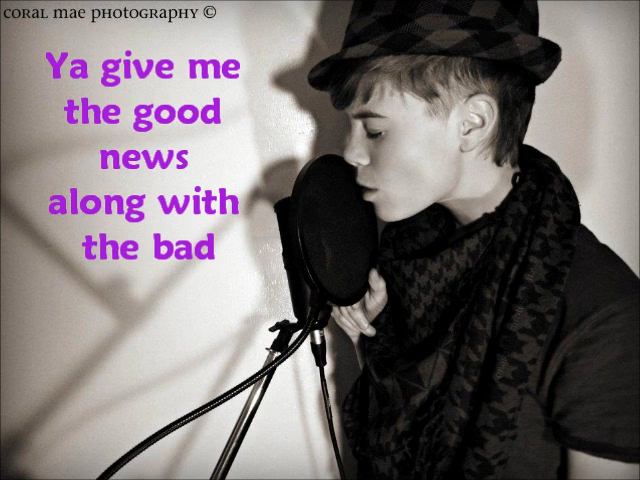 CORAL MAE PHOTOGRAPHY ©
Ya give me
the good
news
along with
the bad